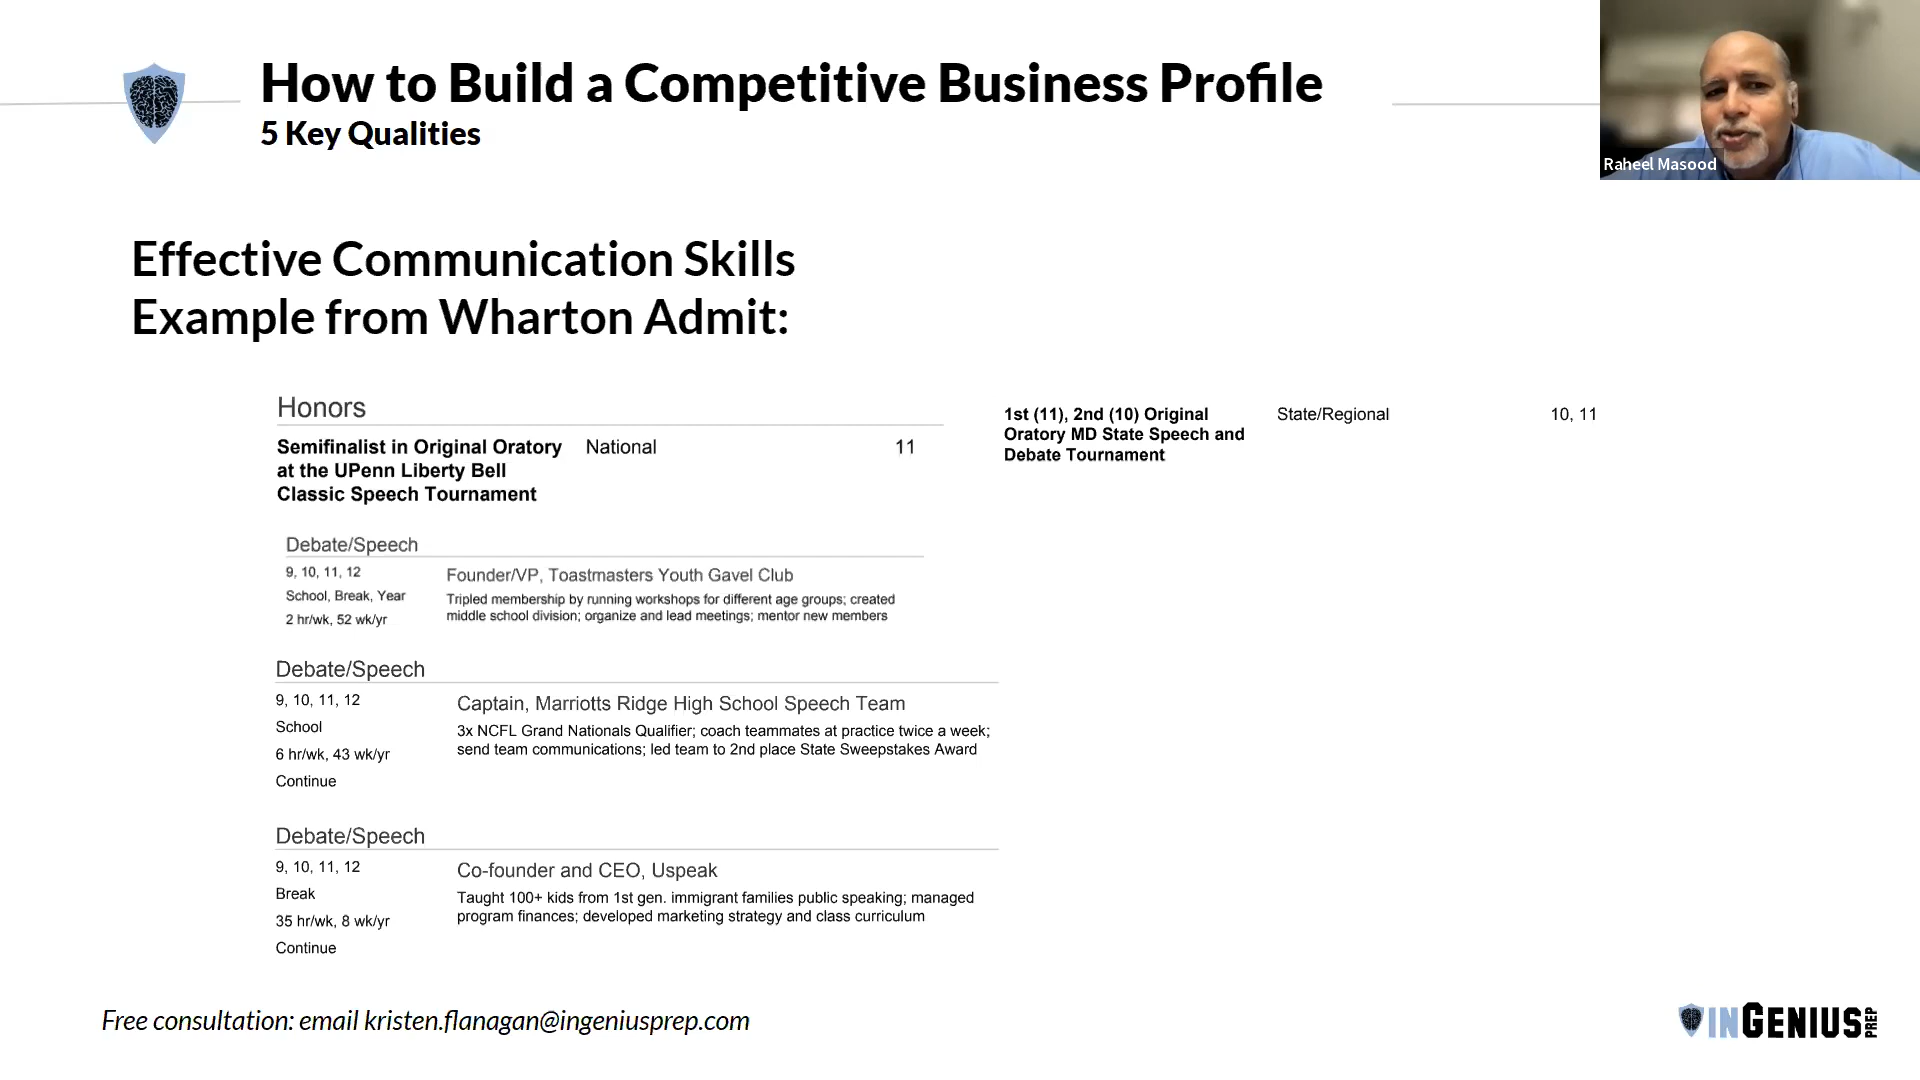 How to Build a Competitive Business Profile
5 Key Qualities
Raheel Masood
Effective Communication Skills
Example from Wharton Admit:
Honors
Semifinalist in Original Oratory National 11
at the UPenn Liberty Bell
Classic Speech Tournament
1st (11), 2nd (10) Original State/Regional 10, 11
Oratory MD State Speech and
Debate Tournament
Debate/Speech
9, 10, 11, 12
School, Break, Year
2 hr/wk, 52 wk/yr
Founder/VP, Toastmasters Youth Gavel Club
Tripled membership by running workshops for different age groups; created
middle school division; organize and lead meetings; mentor new members
Debate/Speech
9, 10, 11, 12
School
6 hr/wk, 43 wk/yr
Continue
Captain, Marriotts Ridge High School Speech Team
3x NCFL Grand Nationals Qualifier; coach teammates at practice twice a week;
send team communications; led team to 2nd place State Sweepstakes Award
Debate/Speech
9, 10, 11, 12
Break
35 hr/wk, 8 wk/yr
Continue
Co-founder and CEO, Uspeak
Taught 100+ kids from 1st gen. immigrant families public speaking; managed
program finances; developed marketing strategy and class curriculum
Free consultation: email kristen.flanagan@ingeniusprep.com
INGENIUS PREP